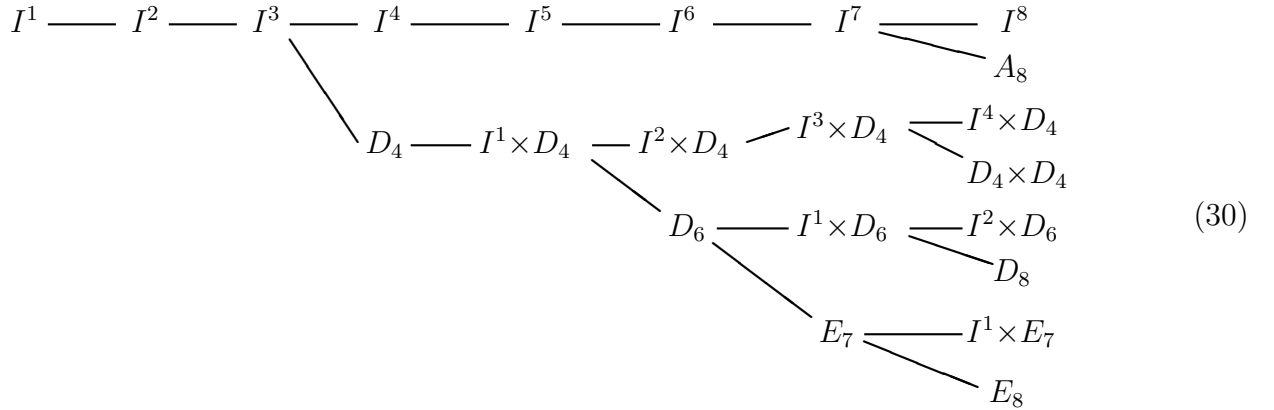 I¹ I² I³ I⁴ I⁵ I⁶ I⁷ I⁸
A₈
D₄ I¹×D₄ I²×D₄ I³×D₄ I⁴×D₄
D₄×D₄
(30)
D₆ I¹×D₆ I²×D₆
D₈
E₇ I¹×E₇
E₈